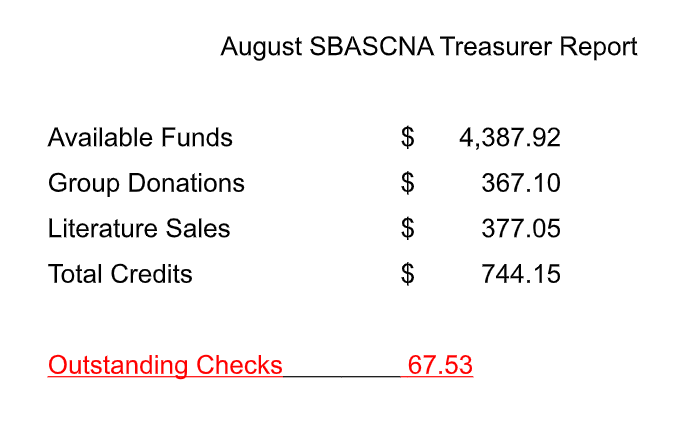 August SBASCNA Treasurer Report
Available Funds $ 4,387.92
Group Donations $ 367.10
Literature Sales $ 377.05
Total Credits $ 744.15
Outstanding Checks________ 67.53